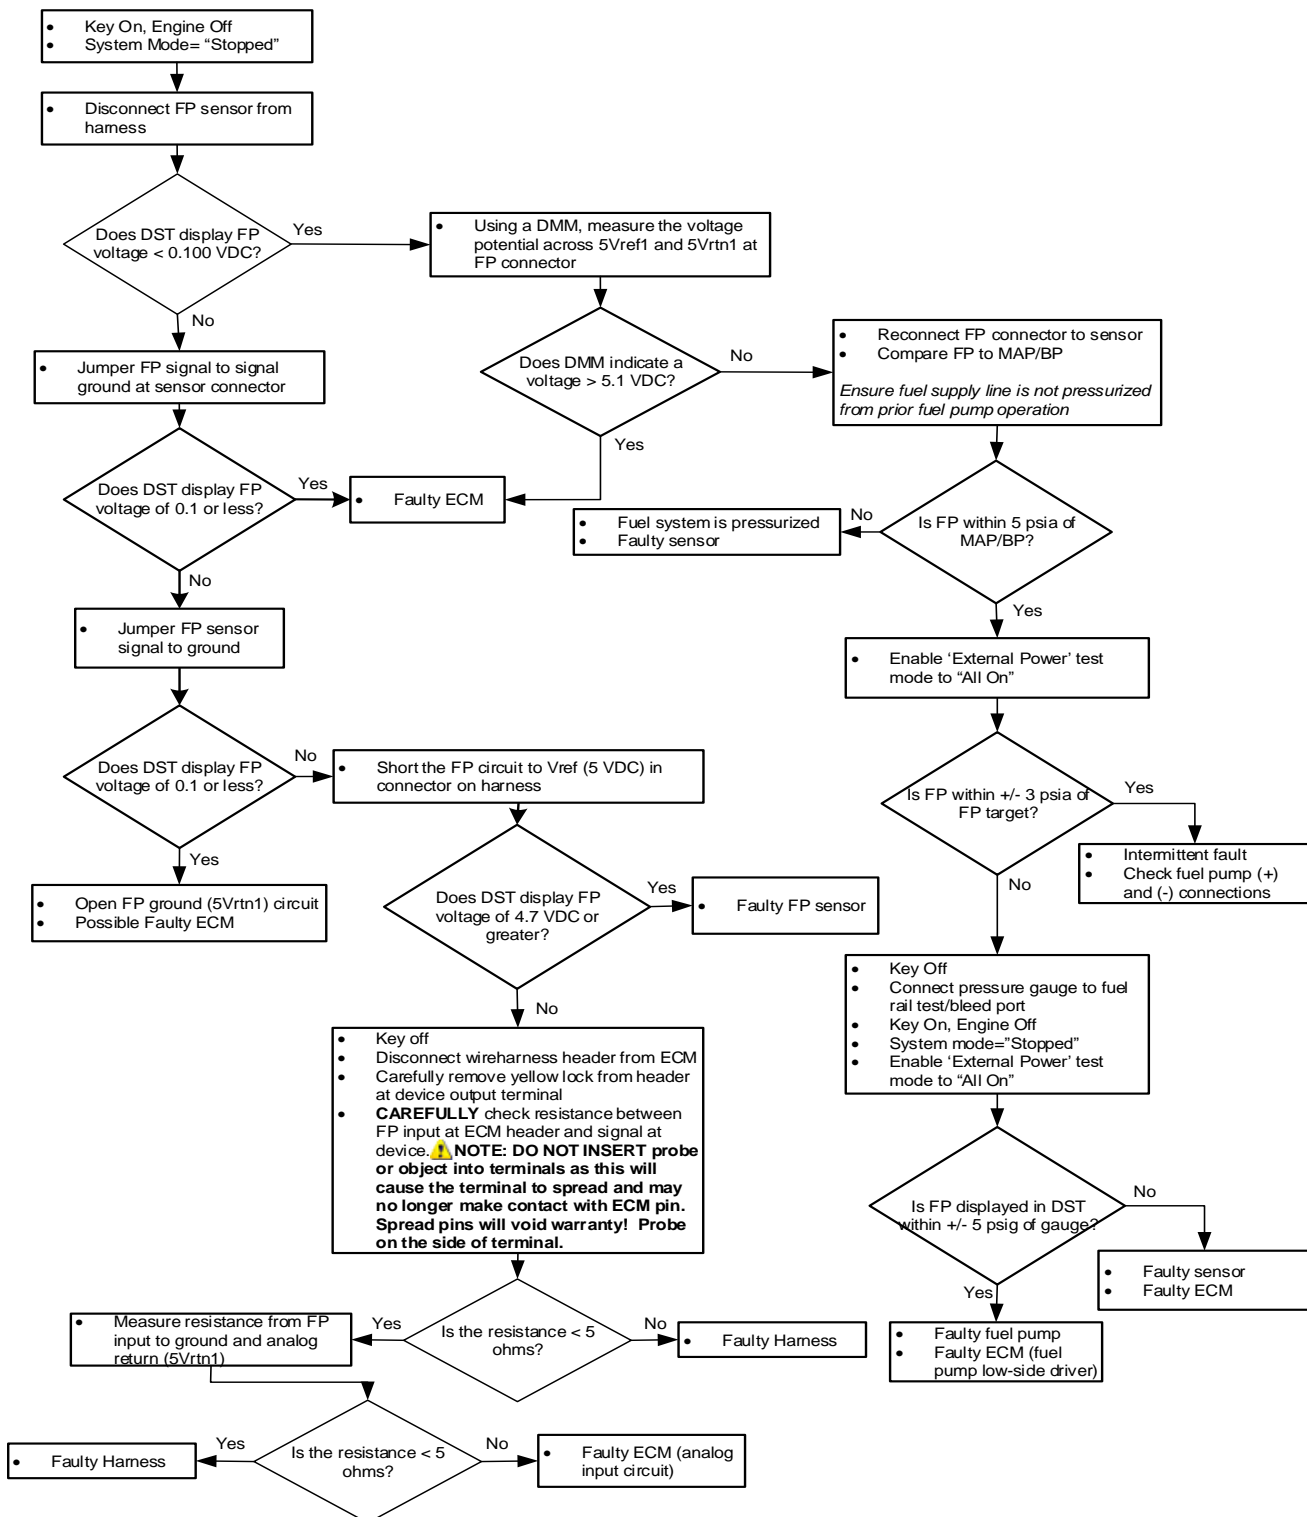 • Key On, Engine Off
• System Mode= “Stopped”
• Disconnect FP sensor from
harness
Does DST display FP
voltage < 0.100 VDC?
Yes
No
• Using a DMM, measure the voltage
potential across 5Vref1 and 5Vrtn1 at
FP connector
Does DMM indicate a
voltage > 5.1 VDC?
No
Yes
• Reconnect FP connector to sensor
• Compare FP to MAP/BP
Ensure fuel supply line is not pressurized
from prior fuel pump operation
• Jumper FP signal to signal
ground at sensor connector
Does DST display FP
voltage of 0.1 or less?
Yes
No
• Faulty ECM
• Fuel system is pressurized
• Faulty sensor
No
Is FP within 5 psia of
MAP/BP?
Yes
• Jumper FP sensor
signal to ground
• Enable ‘External Power’ test
mode to “All On”
Does DST display FP
voltage of 0.1 or less?
No
Yes
• Short the FP circuit to Vref (5 VDC) in
connector on harness
Is FP within +/- 3 psia of
FP target?
Yes
No
• Intermittent fault
• Check fuel pump (+)
and (-) connections
• Open FP ground (5Vrtn1) circuit
• Possible Faulty ECM
Does DST display FP
voltage of 4.7 VDC or
greater?
Yes
No
• Faulty FP sensor
• Key Off
• Connect pressure gauge to fuel
rail test/bleed port
• Key On, Engine Off
• System mode=”Stopped”
• Enable ‘External Power’ test
mode to “All On”
• Key off
• Disconnect wireharness header from ECM
• Carefully remove yellow lock from header
at device output terminal
• CAREFULLY check resistance between
FP input at ECM header and signal at
device. NOTE: DO NOT INSERT probe
or object into terminals as this will
cause the terminal to spread and may
no longer make contact with ECM pin.
Spread pins will void warranty! Probe
on the side of terminal.
Is FP displayed in DST
within +/- 5 psig of gauge?
No
Yes
• Faulty sensor
• Faulty ECM
• Faulty fuel pump
• Faulty ECM (fuel
pump low-side driver)
• Measure resistance from FP
input to ground and analog
return (5Vrtn1)
Yes
Is the resistance < 5
ohms?
No
• Faulty Harness
• Faulty Harness
Yes
Is the resistance < 5
ohms?
No
• Faulty ECM (analog
input circuit)